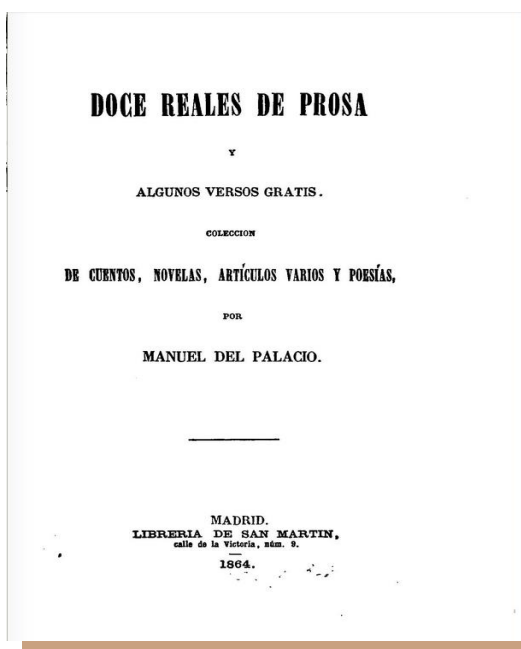 DOCE REALES DE PROSA
Y
ALGUNOS VERSOS GRATIS.
COLECCION
DE CUENTOS, NOVELAS, ARTÍCULOS VARIOS Y POESÍAS,
POR
MANUEL DEL PALACIO.
MADRID.
LIBRERIA DE SAN MARTIN,
calle de la Victoria, núm. 9.
1864.